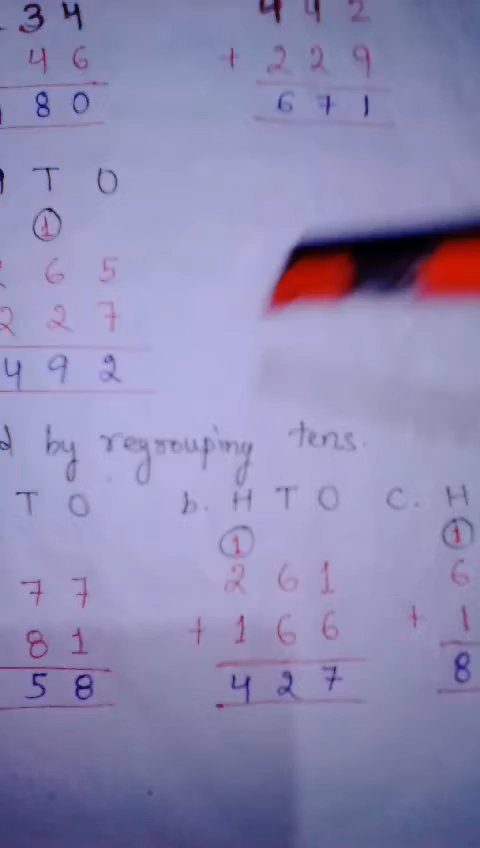 34 442
46 + 229
80 671
T O
1
65
227
492
by regrouping tens.
T O b. H T O C. H
1 1
77 261 6
81 + 166 + 1
58 427 8